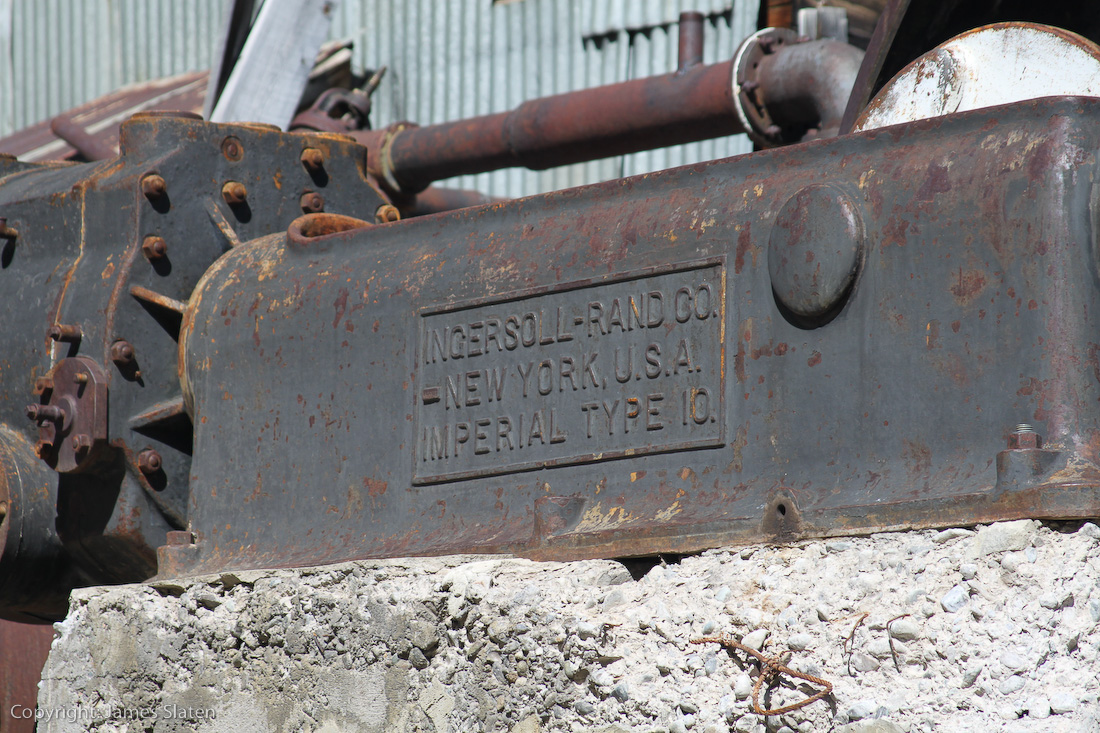 INGERSOLL-RAND CO.
-NEW YORK, U.S.A.
IMPERIAL TYPE 10.
Copyright James Slaten